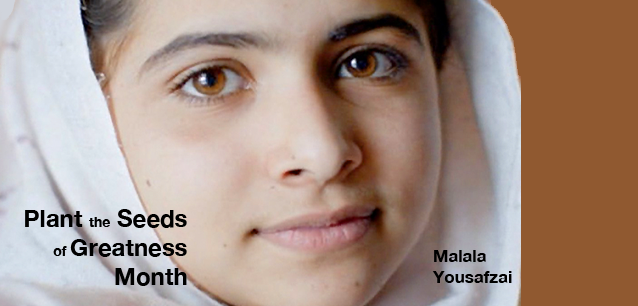 Plant the Seeds
of Greatness
Month
Malala
Yousafzai